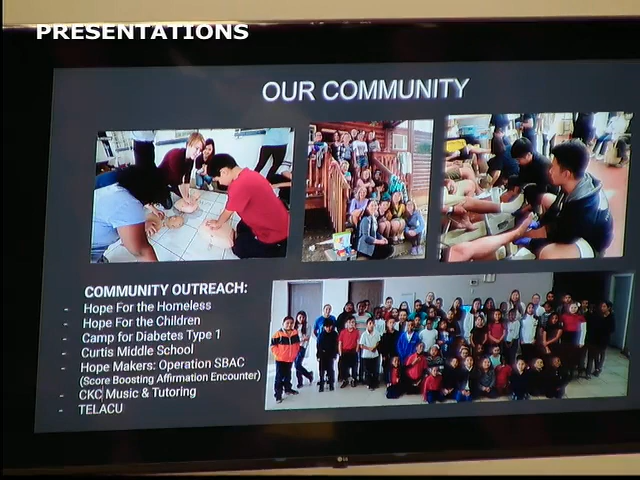 PRESENTATIONS
OUR COMMUNITY
COMMUNITY OUTREACH:
- Hope For the Homeless
- Hope For the Children
- Camp for Diabetes Type 1
- Curtis Middle School
- Hope Makers: Operation SBAC
(Score Boosting Affirmation Encounter)
- CKC Music & Tutoring
- TELACU
LG